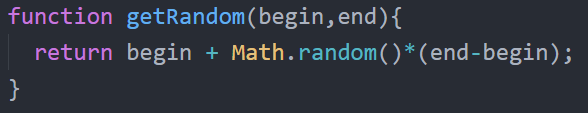 function getRandom(begin,end){
  return begin + Math.random()*(end-begin);
}